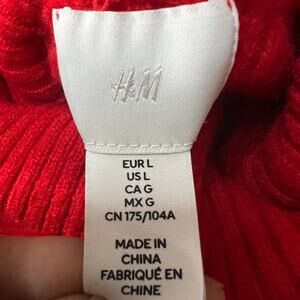 H&M
EUR L
US L
CA G
MX G
CN 175/104A
MADE IN
CHINA
FABRIQUÉ EN
CHINE